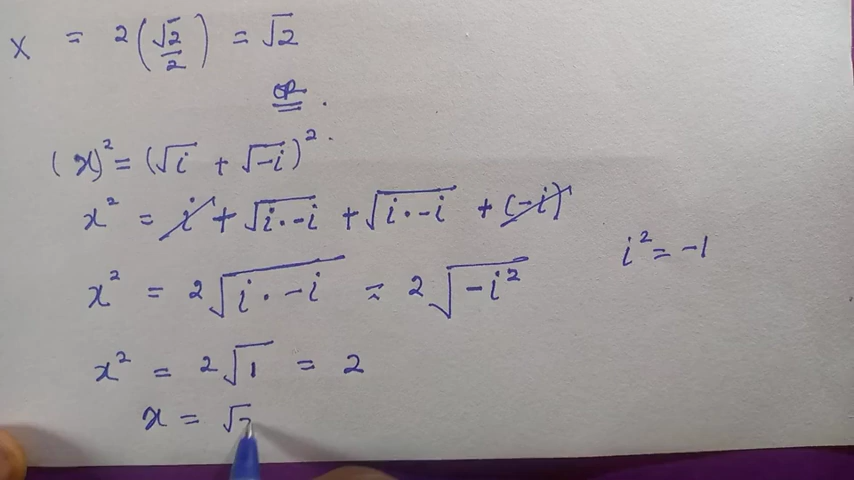 x = 2(√2/2) = √2
OR.
(x)² = (√i + √-i)².
x² = i + √i·-i + √i·-i + (-i)
x² = 2√i·-i = 2√-i² i² = -1
x² = 2√1 = 2
x = √2